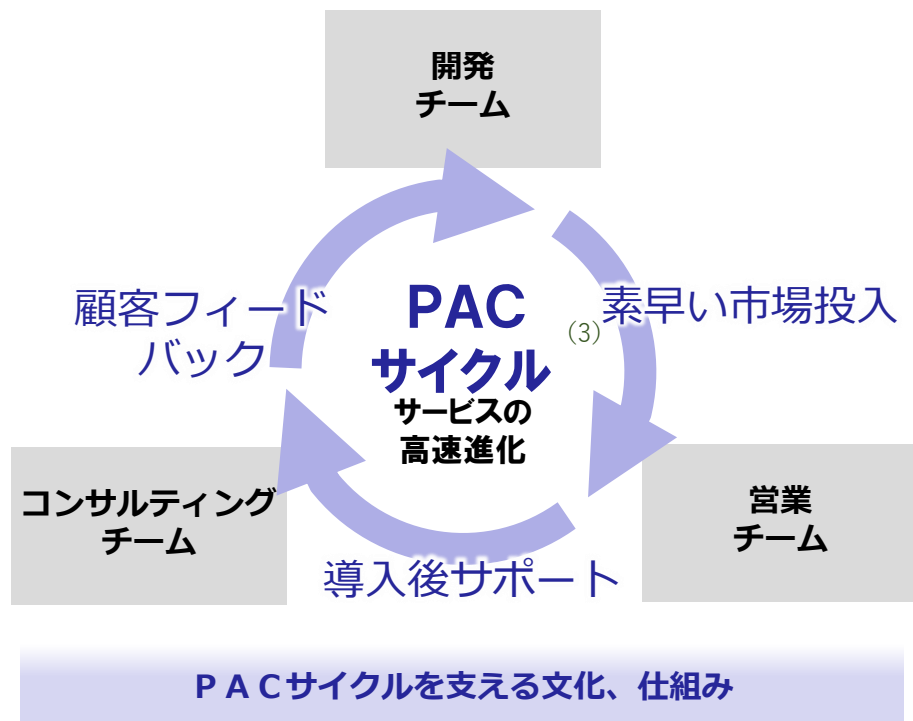 開発
チーム
顧客フィード
バック
PAC
サイクル
(3)
サービスの
高速進化
素早い市場投入
コンサルティング
チーム
営業
チーム
導入後サポート
ＰＡＣサイクルを支える文化、仕組み